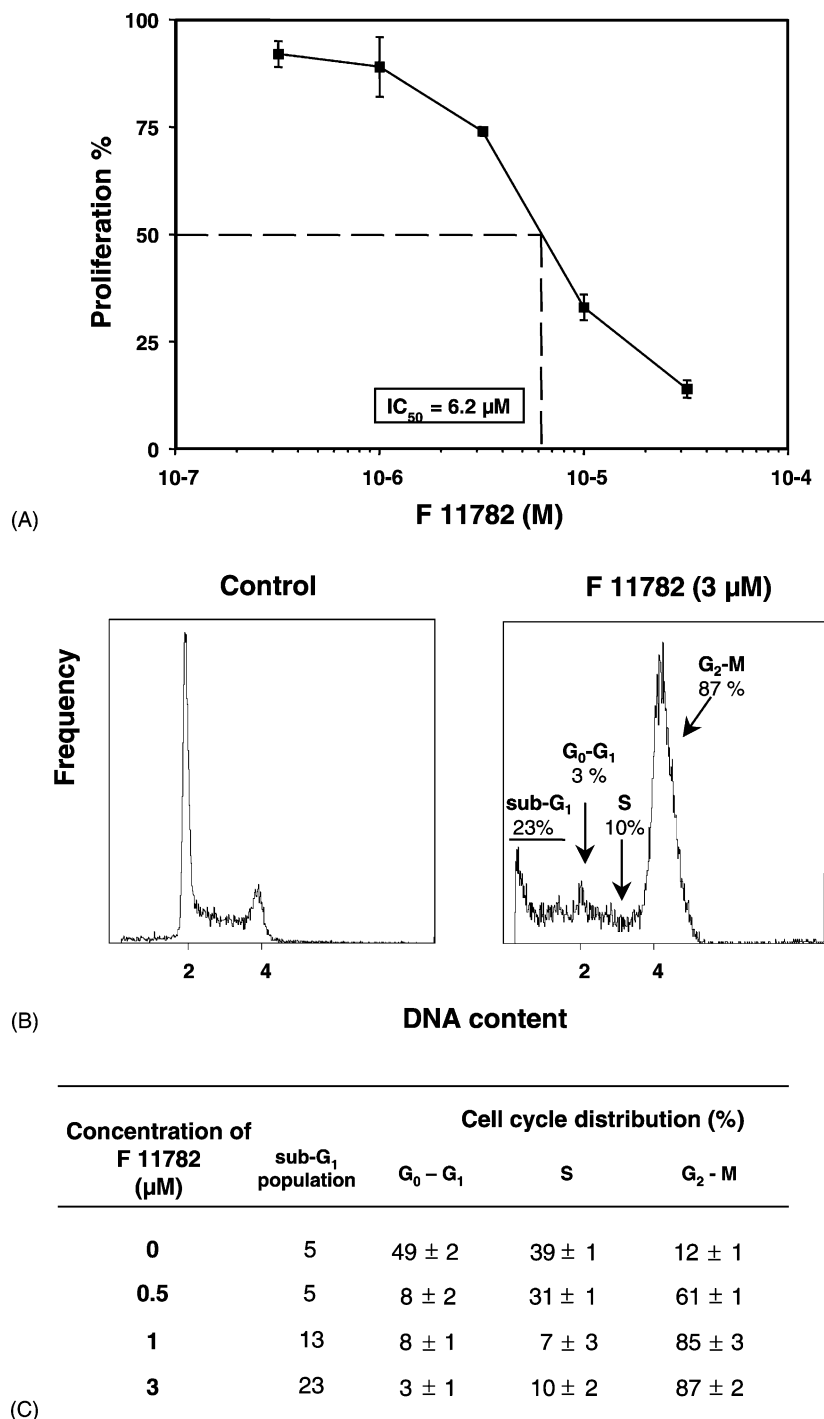 100
75
50
25
0
Proliferation %
IC50 = 6.2 µM
10-7 10-6 10-5 10-4
F 11782 (M)
(A)
Control
F 11782 (3 µM)
Frequency
G2-M
87 %
G0-G1
3 %
sub-G1 S
23% 10%
2 4
2 4
DNA content
(B)
Cell cycle distribution (%)
Concentration of
F 11782
(µM)
sub-G1
population
G0 – G1 S G2 - M
0 5 49 ± 2 39 ± 1 12 ± 1
0.5 5 8 ± 2 31 ± 1 61 ± 1
1 13 8 ± 1 7 ± 3 85 ± 3
3 23 3 ± 1 10 ± 2 87 ± 2
(C)